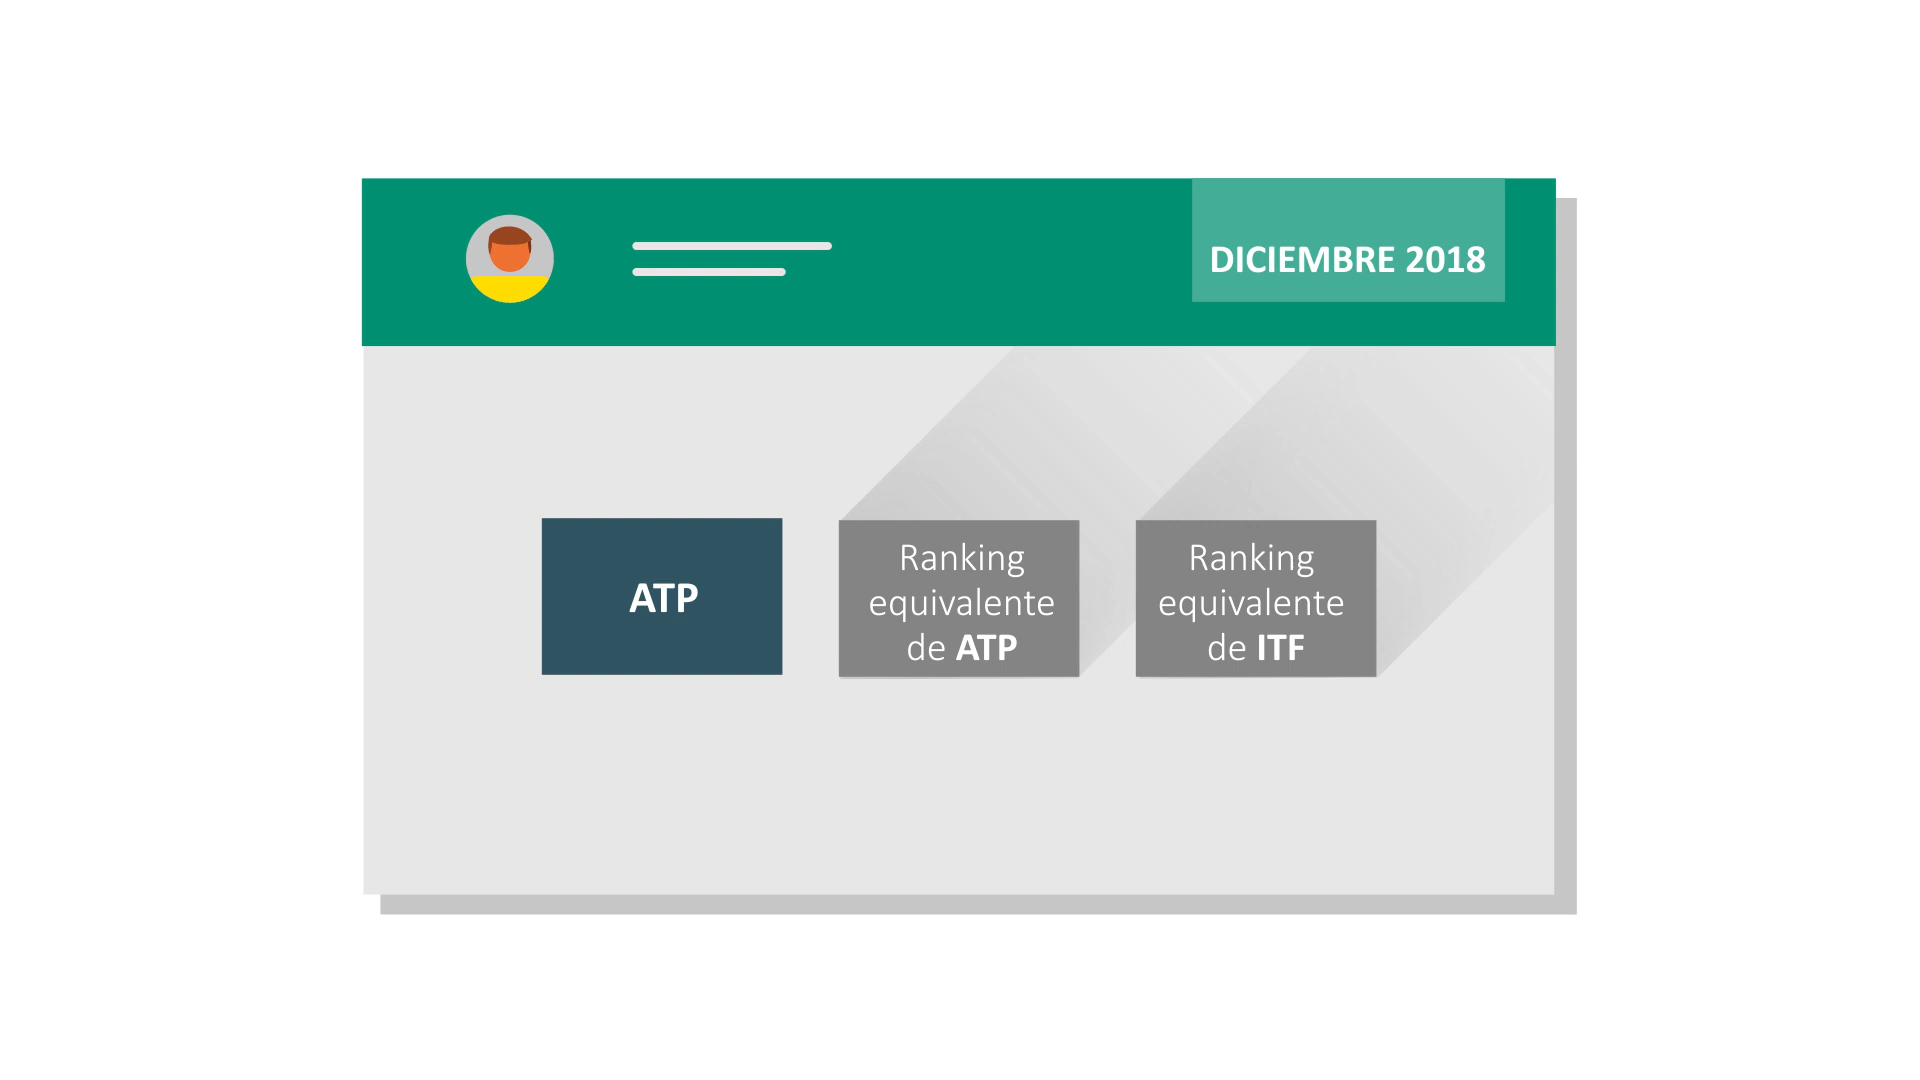 DICIEMBRE 2018
ATP
Ranking
equivalente
de ATP
Ranking
equivalente
de ITF